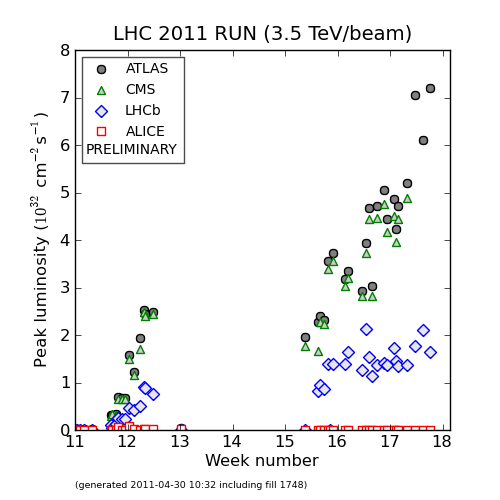 LHC 2011 RUN (3.5 TeV/beam)
8
7
6
5
4
3
2
1
0
Peak luminosity (10^32 cm^-2 s^-1)
ATLAS
CMS
LHCb
ALICE
PRELIMINARY
11 12 13 14 15 16 17 18
Week number
(generated 2011-04-30 10:32 including fill 1748)